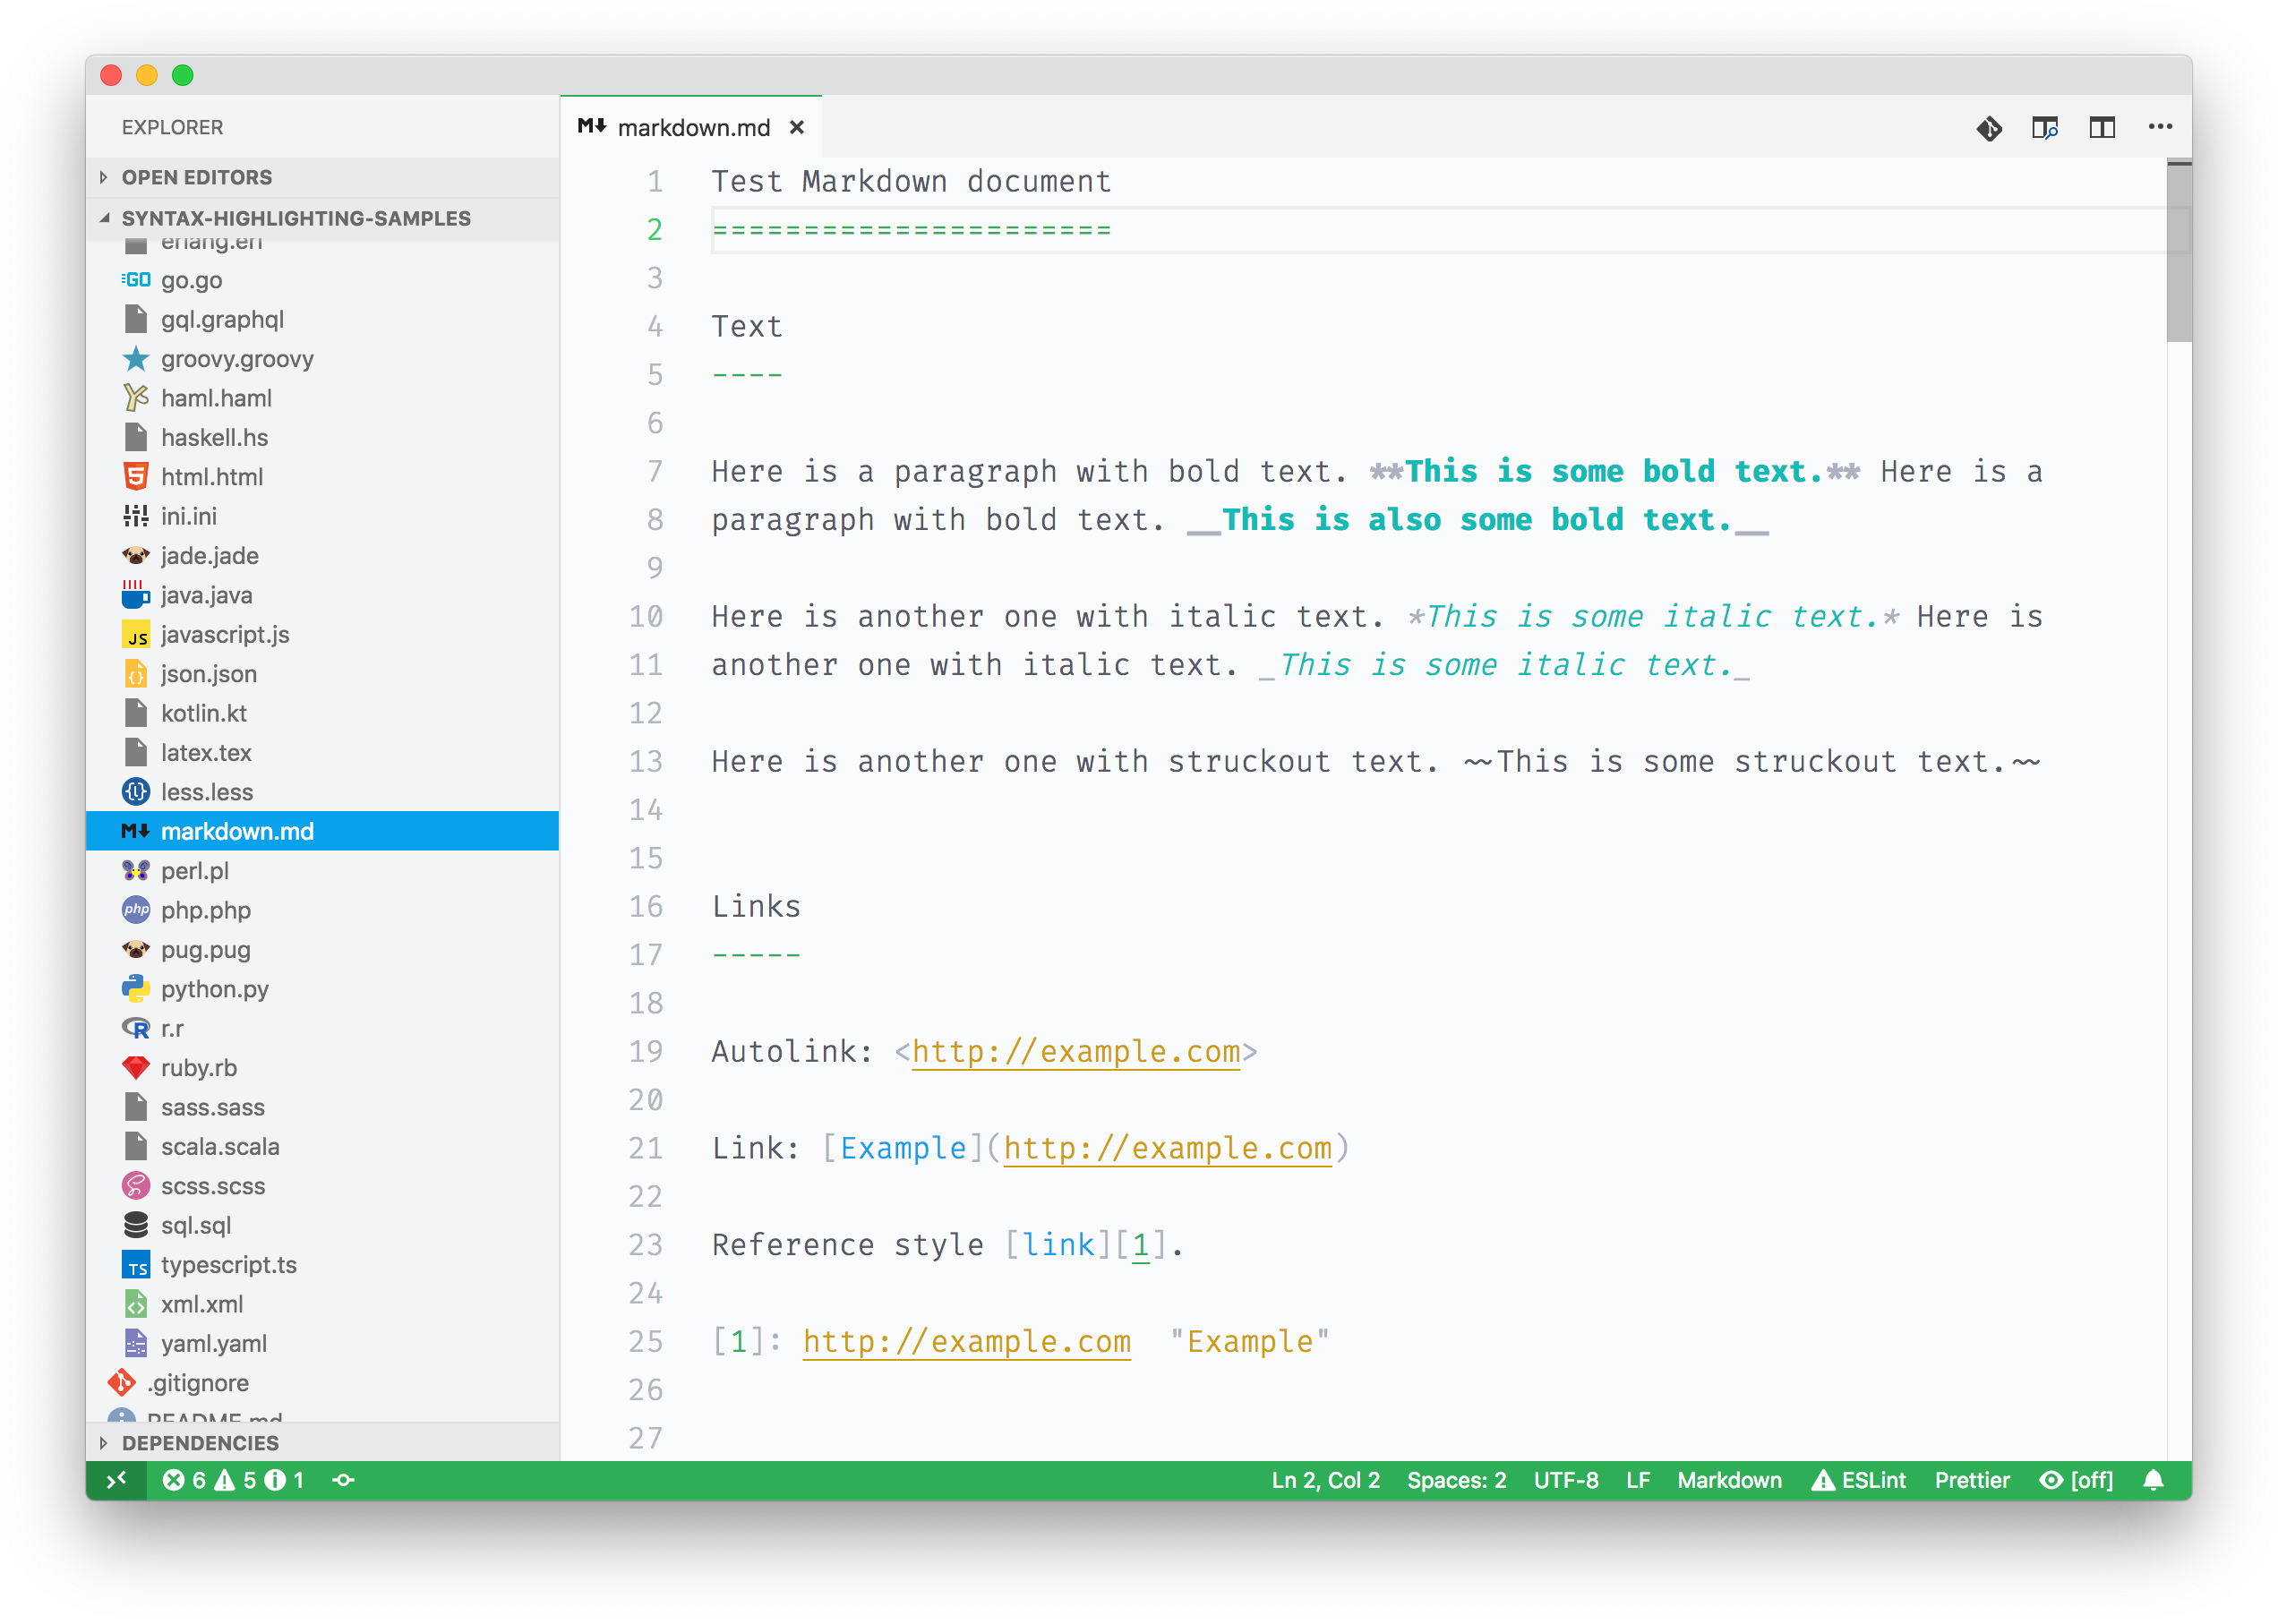 EXPLORER
OPEN EDITORS
SYNTAX-HIGHLIGHTING-SAMPLES
erlang.erl
GO go.go
gql.graphql
groovy.groovy
haml.haml
haskell.hs
5 html.html
ini.ini
jade.jade
java.java
JS javascript.js
json.json
kotlin.kt
latex.tex
less.less
M markdown.md
perl.pl
php php.php
pug.pug
python.py
R r.r
ruby.rb
sass.sass
scala.scala
scss.scss
sql.sql
TS typescript.ts
xml.xml
yaml.yaml
.gitignore
README.md
DEPENDENCIES
M markdown.md
1 Test Markdown document
2 ======================
3
4 Text
5 ----
6
7 Here is a paragraph with bold text. **This is some bold text.** Here is a
8 paragraph with bold text. __This is also some bold text.__
9
10 Here is another one with italic text. *This is some italic text.* Here is
11 another one with italic text. _This is some italic text._
12
13 Here is another one with struckout text. ~~This is some struckout text.~~
14
15
16 Links
17 -----
18
19 Autolink: <http://example.com>
20
21 Link: [Example](http://example.com)
22
23 Reference style [link][1].
24
25 [1]: http://example.com  "Example"
26
27
6 5 1 Ln 2, Col 2 Spaces: 2 UTF-8 LF Markdown ESLint Prettier [off]